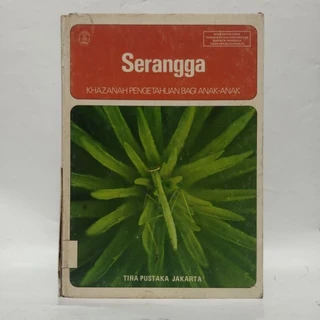 Serangga
KHAZANAH PENGETAHUAN BAGI ANAK-ANAK
TIRA PUSTAKA JAKARTA